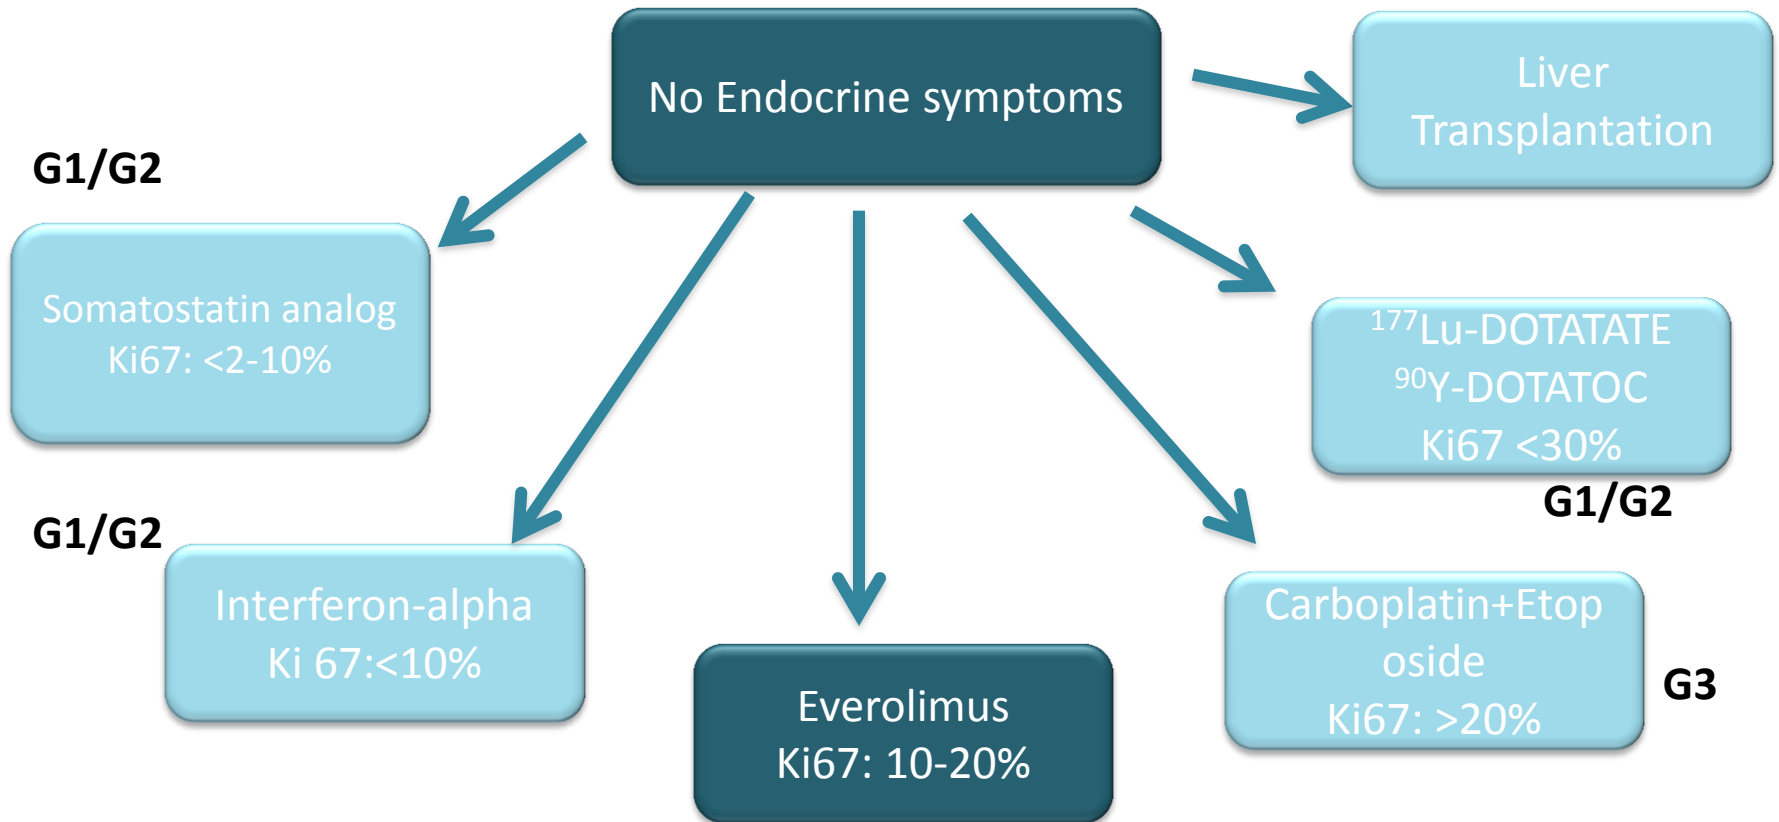 No Endocrine symptoms
Liver
Transplantation
G1/G2
Somatostatin analog
Ki67: <2-10%
¹⁷⁷Lu-DOTATATE
⁹⁰Y-DOTATOC
Ki67 <30%
G1/G2
G1/G2
Interferon-alpha
Ki 67:<10%
Everolimus
Ki67: 10-20%
Carboplatin+Etop
oside
Ki67: >20%
G3